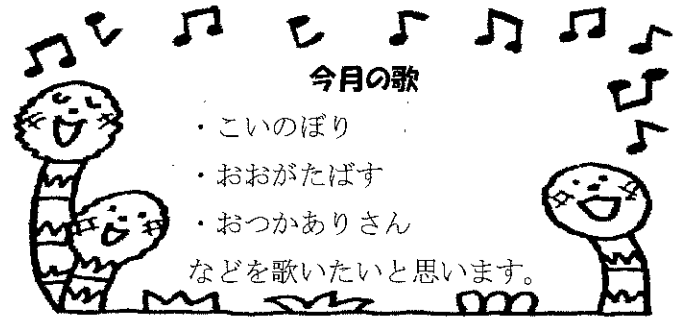 今月の歌
・こいのぼり
・おおがたばす
・おつかありさん
などを歌いたいと思います。